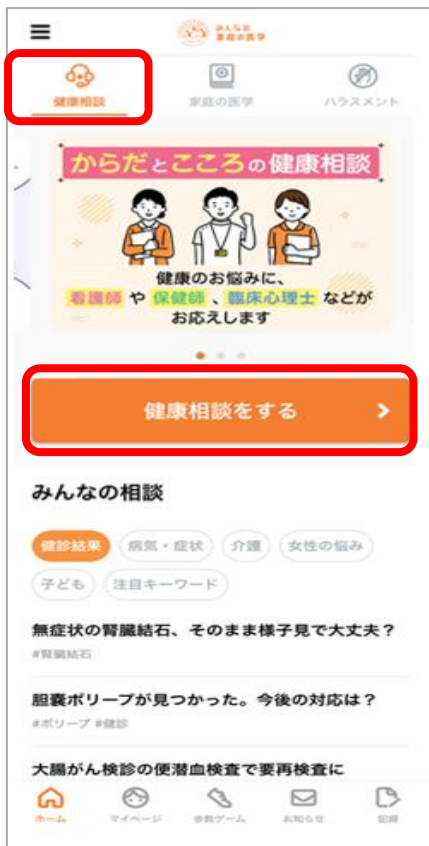 みんなの
家庭の医学
健康相談
家庭の医学
ハラスメント
からだとこころの健康相談
健康のお悩みに、
看護師 や 保健師 、臨床心理士 などが
お応えします
健康相談をする
みんなの相談
健診結果
病気・症状
介護
女性の悩み
子ども
注目キーワード
無症状の腎臓結石、そのまま様子見で大丈夫？
#腎臓結石
胆嚢ポリープが見つかった。今後の対応は？
#ポリープ #健診
大腸がん検診の便潜血検査で要再検査に
ホーム
マイページ
歩数ゲーム
お知らせ
記録